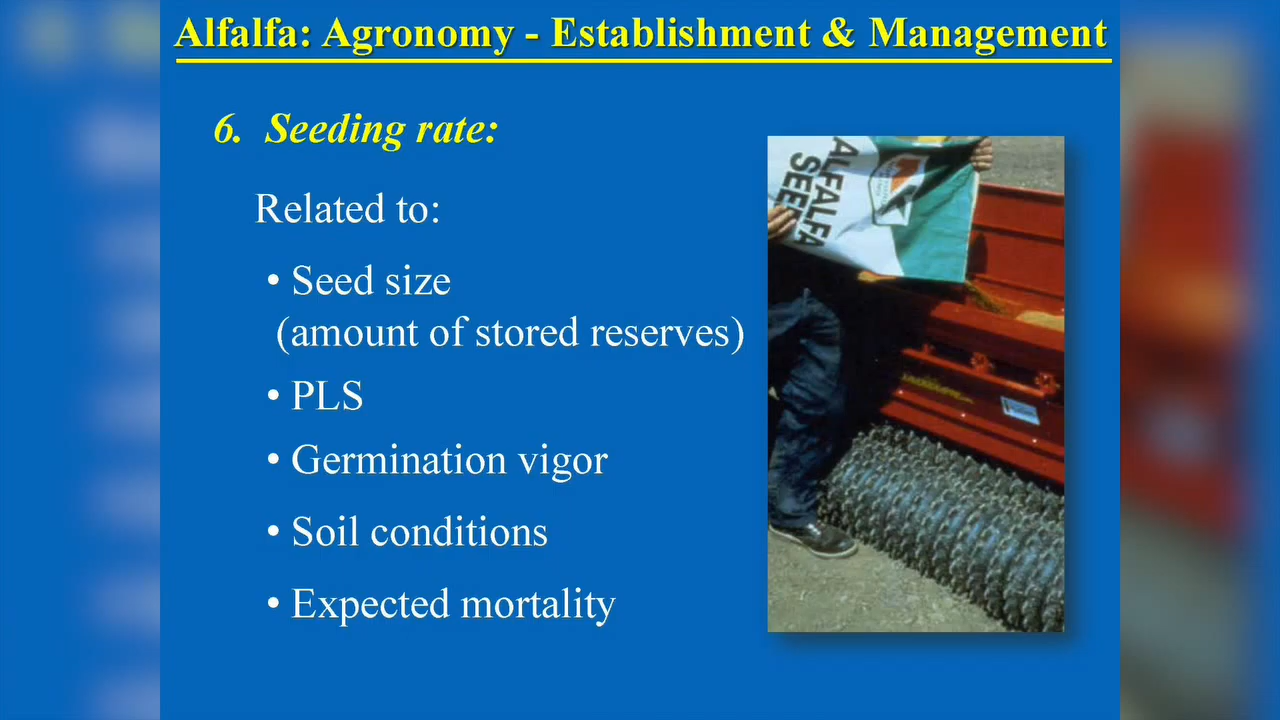 Alfalfa: Agronomy - Establishment & Management
6. Seeding rate:
Related to:
• Seed size
(amount of stored reserves)
• PLS
• Germination vigor
• Soil conditions
• Expected mortality
ALFALFA
SEED